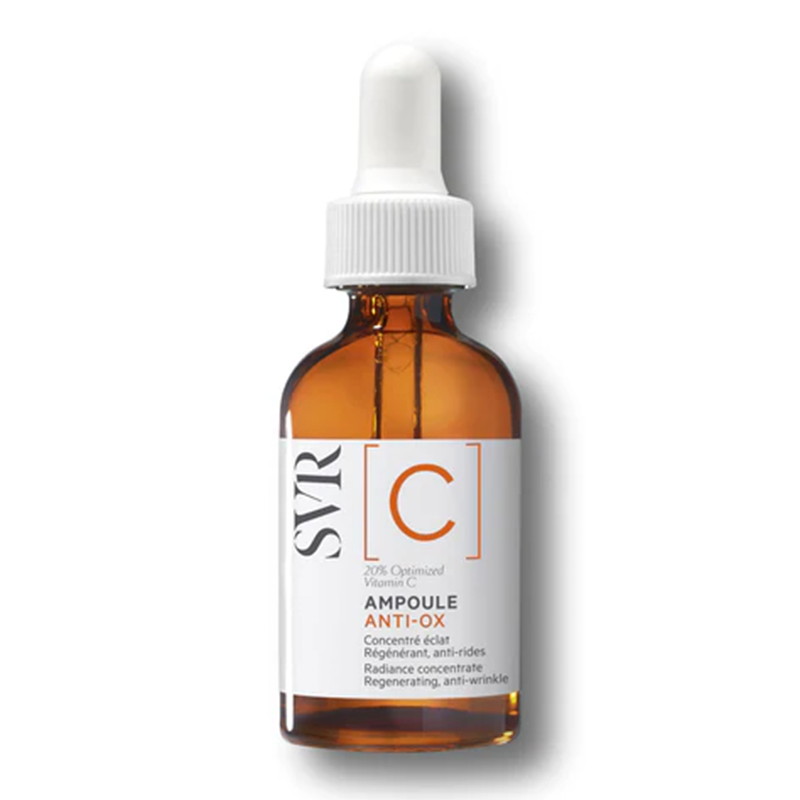 SVR
[C]
20% Optimized
Vitamin C
AMPOULE
ANTI-OX
Concentré éclat
Régénérant, anti-rides
Radiance concentrate
Regenerating, anti-wrinkle